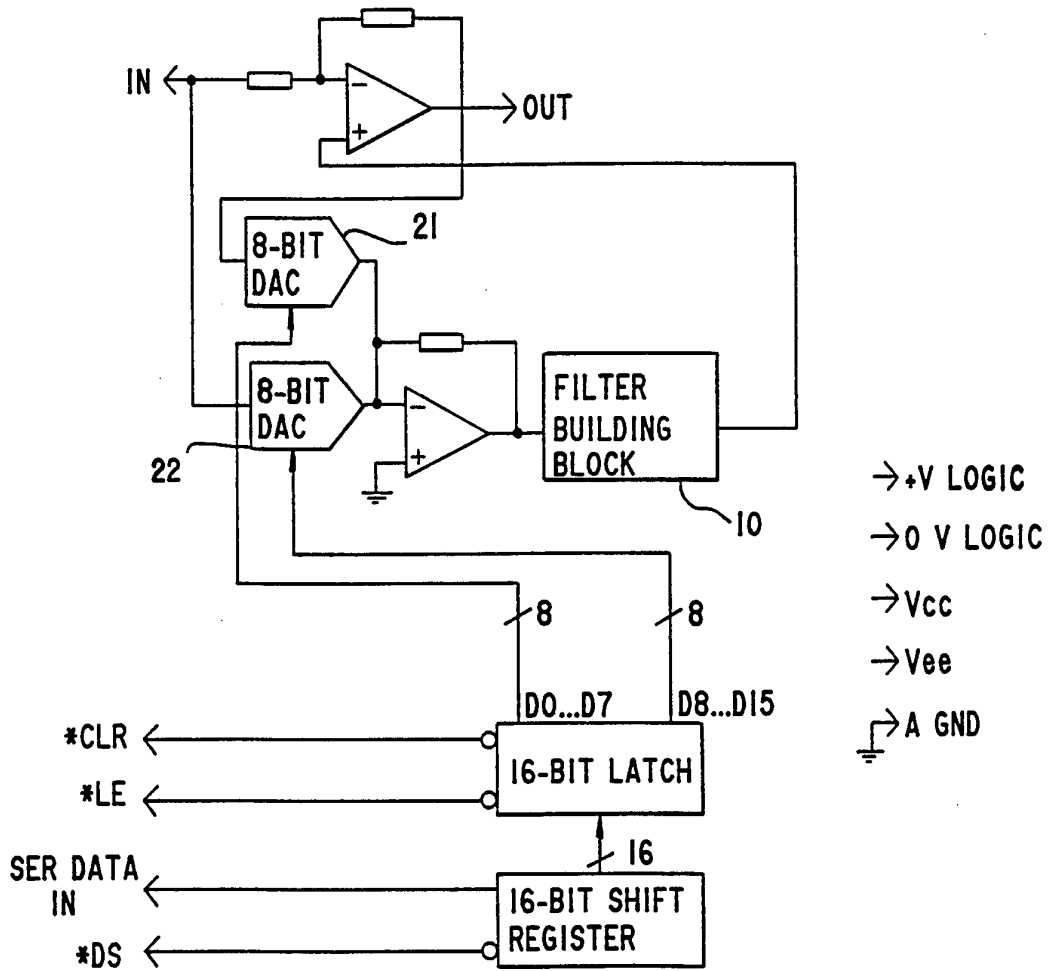 IN
OUT
-
+
21
8-BIT
DAC
8-BIT
DAC
22
-
+
FILTER
BUILDING
BLOCK
10
+V LOGIC
0 V LOGIC
Vcc
Vee
A GND
8
8
D0...D7
D8...D15
*CLR
*LE
16-BIT LATCH
16
SER DATA
IN
*DS
16-BIT SHIFT
REGISTER